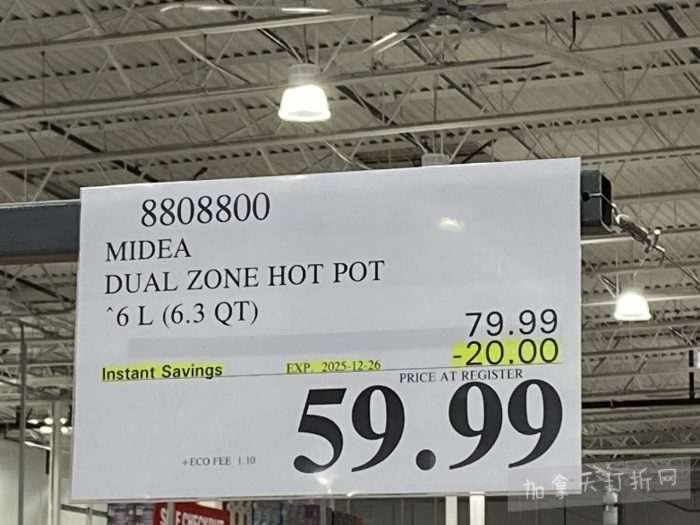 8808800
MIDEA
DUAL ZONE HOT POT
ˆ6 L (6.3 QT)
79.99
Instant Savings EXP. 2025-12-26 -20.00
PRICE AT REGISTER
59.99
+ECO FEE 1.10
加拿大打折网